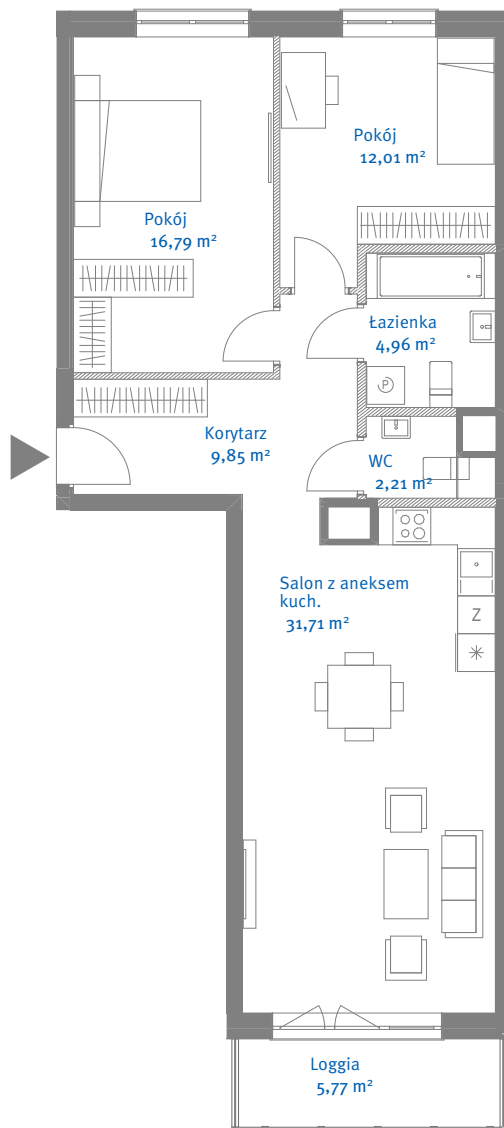 Pokój
12,01 m²
Pokój
16,79 m²
Łazienka
4,96 m²
P
Korytarz
9,85 m²
WC
2,21 m²
Salon z aneksem
kuch.
31,71 m²
Z
Loggia
5,77 m²